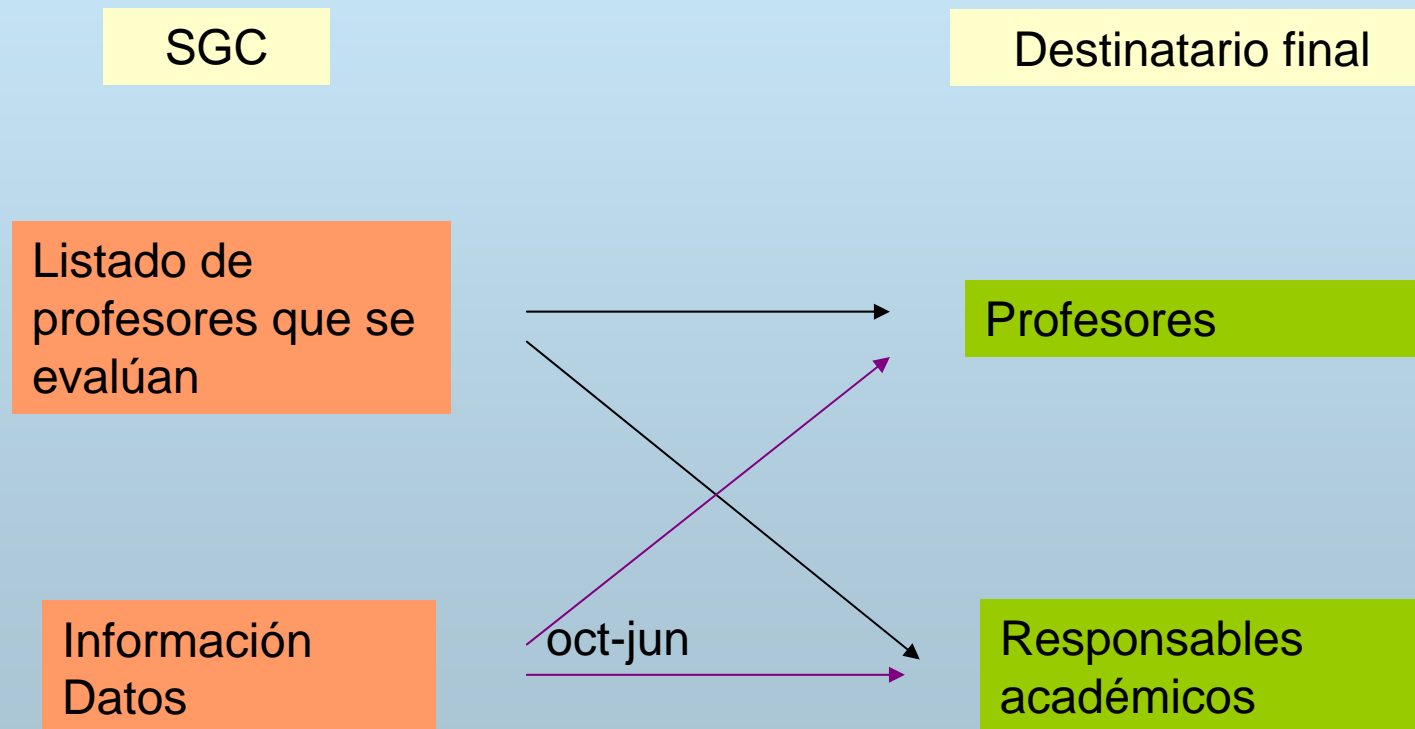 SGC
Destinatario final
Listado de
profesores que se
evalúan
Profesores
Información
Datos
oct-jun
Responsables
académicos